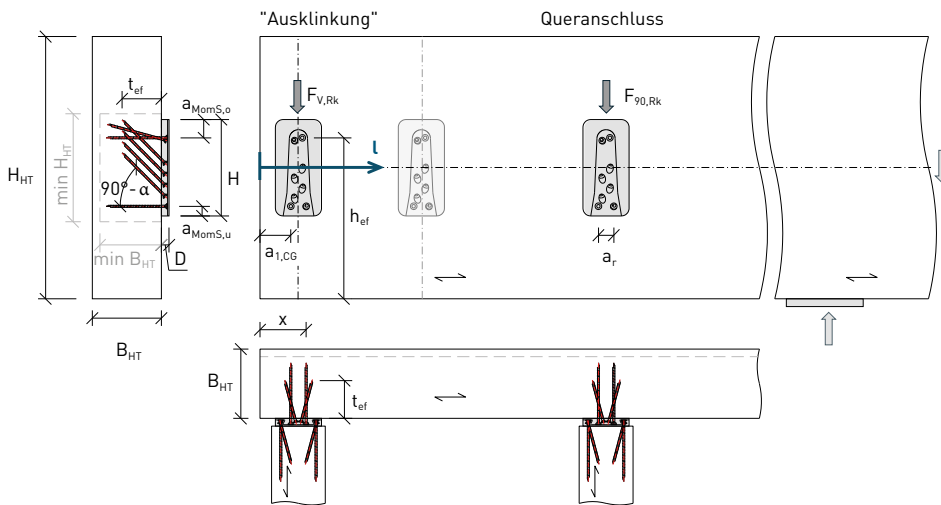 "Ausklinkung"
Queranschluss
t_ef
a_MomS,o
F_V,Rk
F_90,Rk
l
min H_HT
H_HT
90°- α
H
h_ef
a_MomS,u
min B_HT
D
a_1,CG
a_r
B_HT
x
B_HT
t_ef